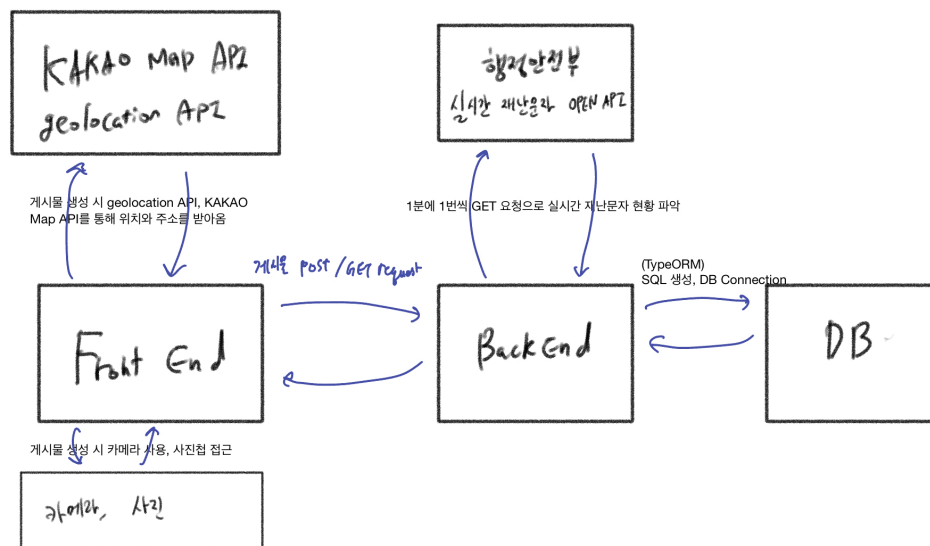 KAKAO Map API
geolocation API
행정안전부
실시간 재난문자 OPEN API
게시물 생성 시 geolocation API, KAKAO
Map API를 통해 위치와 주소를 받아옴
1분에 1번씩 GET 요청으로 실시간 재난문자 현황 파악
게시물 post / GET request
(TypeORM)
SQL 생성, DB Connection
Front End
Back End
DB
게시물 생성 시 카메라 사용, 사진첩 접근
카메라, 사진